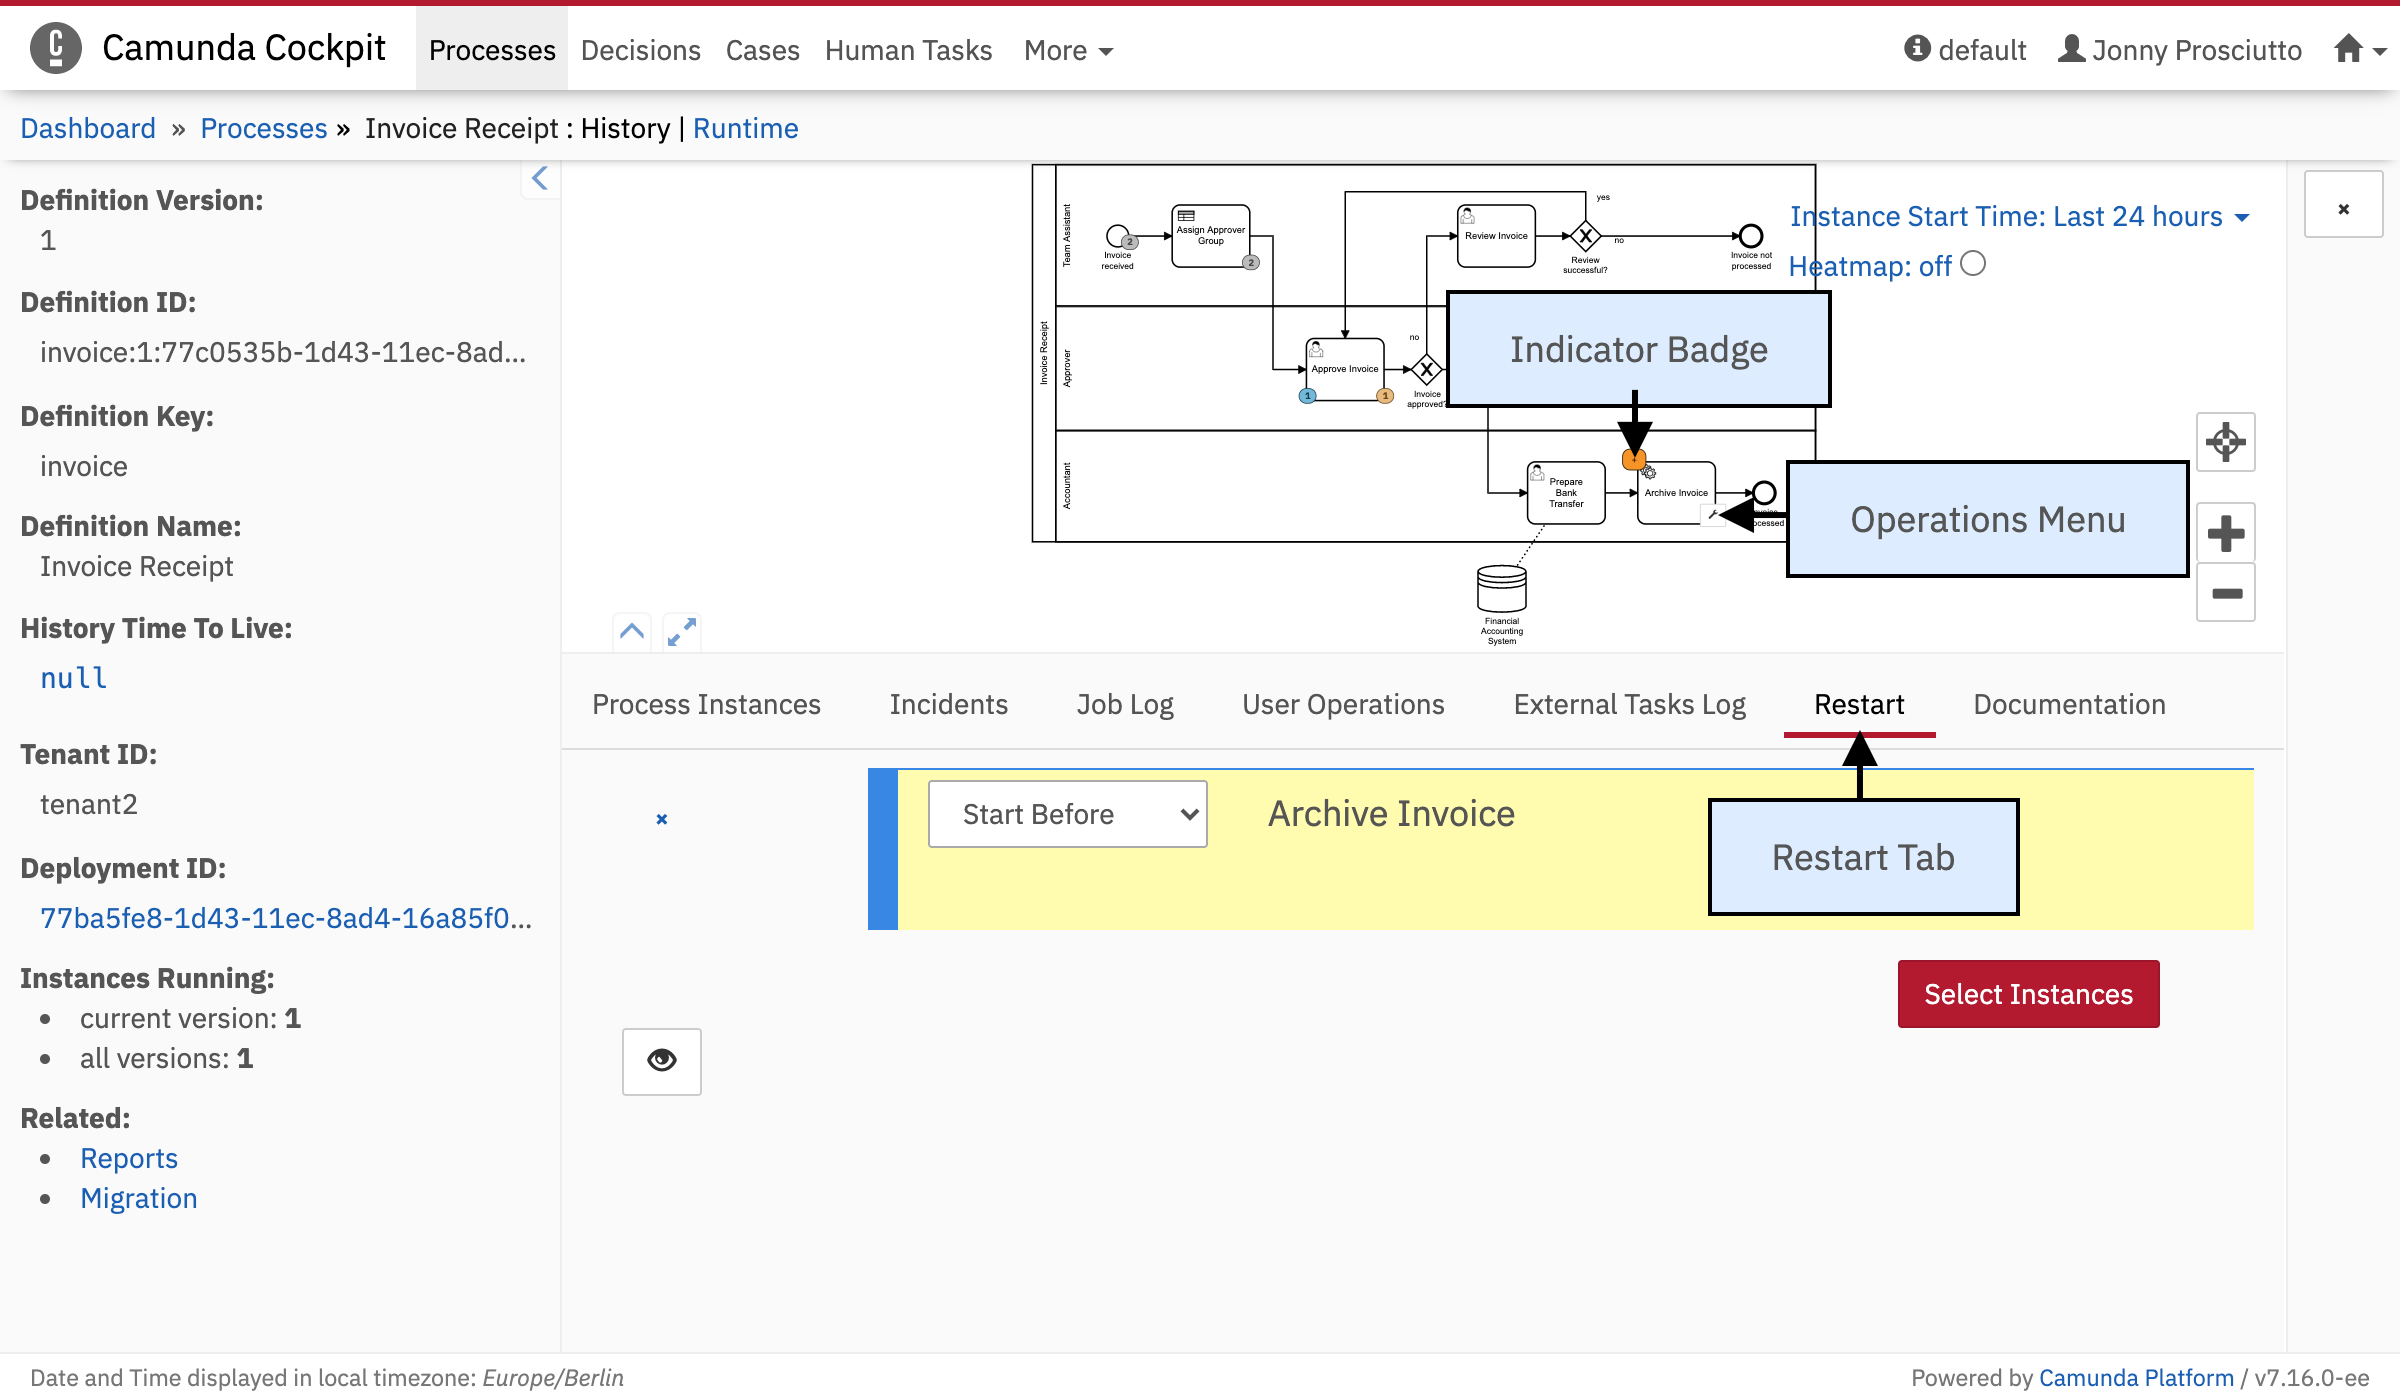 Camunda Cockpit Processes Decisions Cases Human Tasks More default Jonny Prosciutto
Dashboard » Processes » Invoice Receipt : History | Runtime
Definition Version:
1
Definition ID:
invoice:1:77c0535b-1d43-11ec-8ad...
Definition Key:
invoice
Definition Name:
Invoice Receipt
History Time To Live:
null
Tenant ID:
tenant2
Deployment ID:
77ba5fe8-1d43-11ec-8ad4-16a85f0...
Instances Running:
current version: 1
all versions: 1
Related:
Reports
Migration
Invoice Receipt
Team Assistant
Approver
Accountant
Invoice
received
2
Assign Approver
Group
2
Review Invoice
yes
no
Review
successful?
Invoice not
processed
Instance Start Time: Last 24 hours
Heatmap: off
Approve Invoice
1
1
no
Invoice
approved?
Indicator Badge
Prepare
Bank
Transfer
Archive Invoice
Operations Menu
Financial
Accounting
System
Process Instances Incidents Job Log User Operations External Tasks Log Restart Documentation
Start Before Archive Invoice
Restart Tab
Select Instances
Date and Time displayed in local timezone: Europe/Berlin
Powered by Camunda Platform / v7.16.0-ee